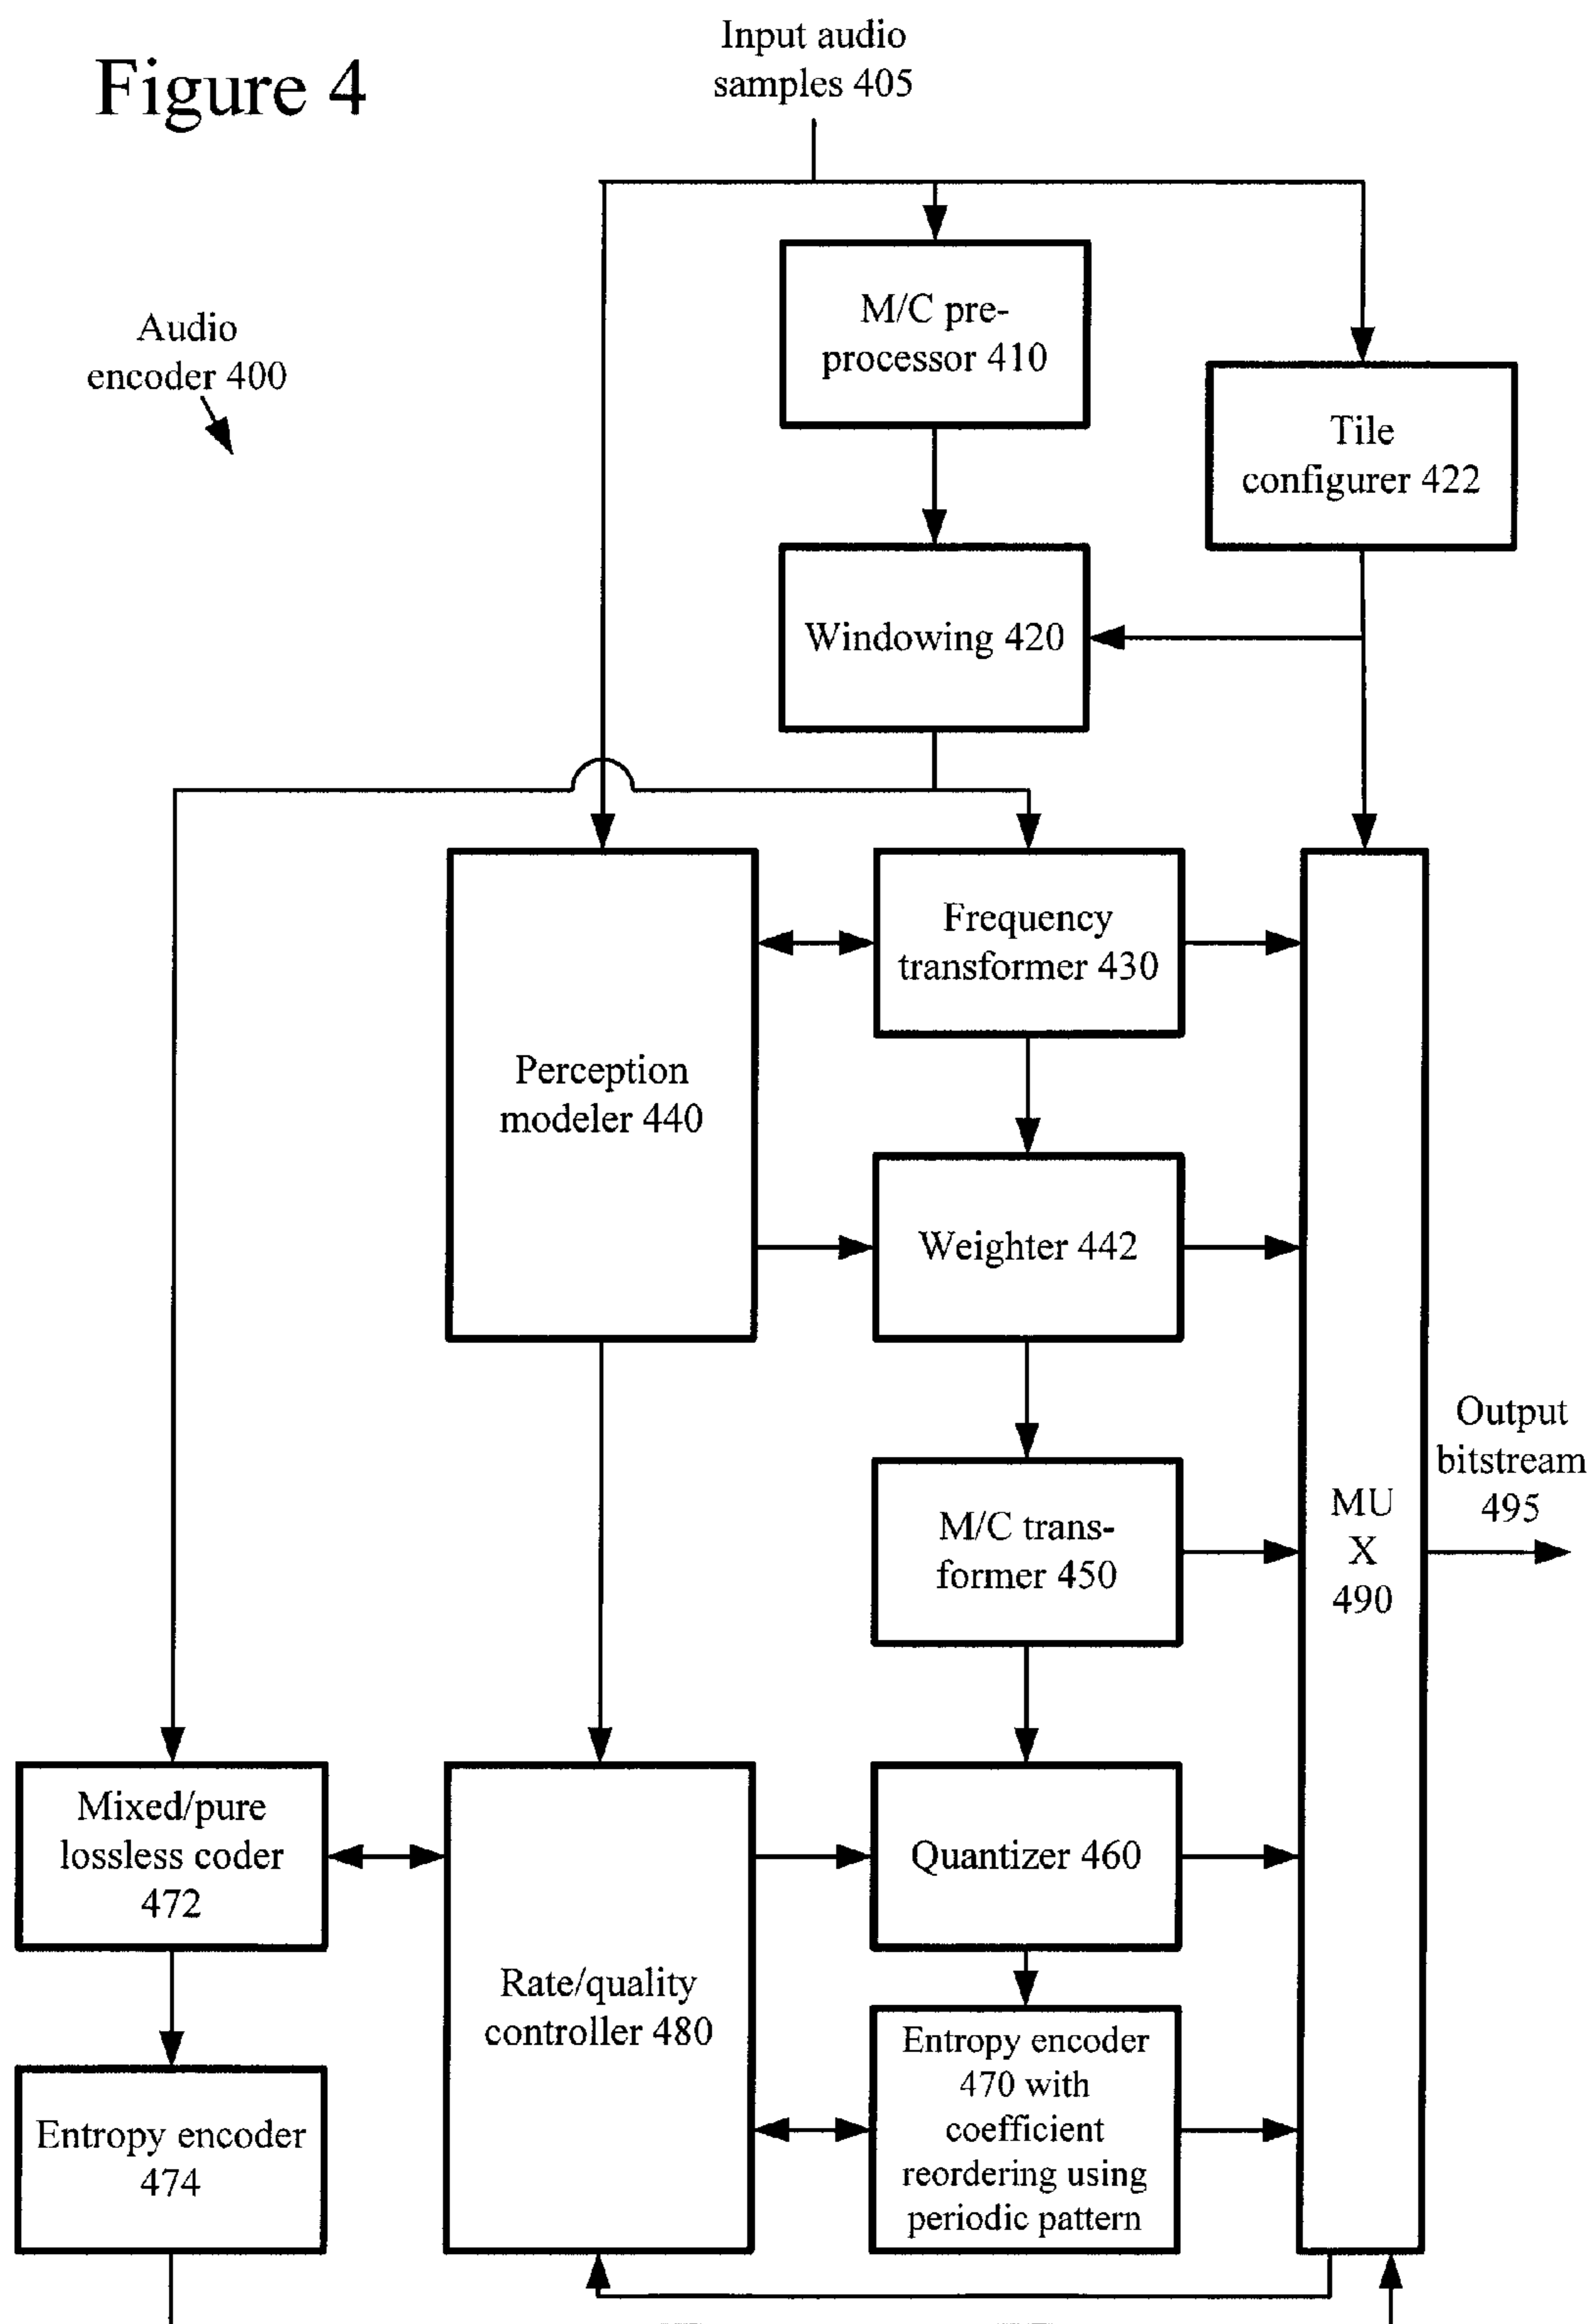 Figure 4
Input audio
samples 405
Audio
encoder 400
M/C pre-
processor 410
Tile
configurer 422
Windowing 420
Perception
modeler 440
Frequency
transformer 430
Weighter 442
M/C trans-
former 450
MU
X
490
Output
bitstream
495
Mixed/pure
lossless coder
472
Rate/quality
controller 480
Quantizer 460
Entropy encoder
474
Entropy encoder
470 with
coefficient
reordering using
periodic pattern